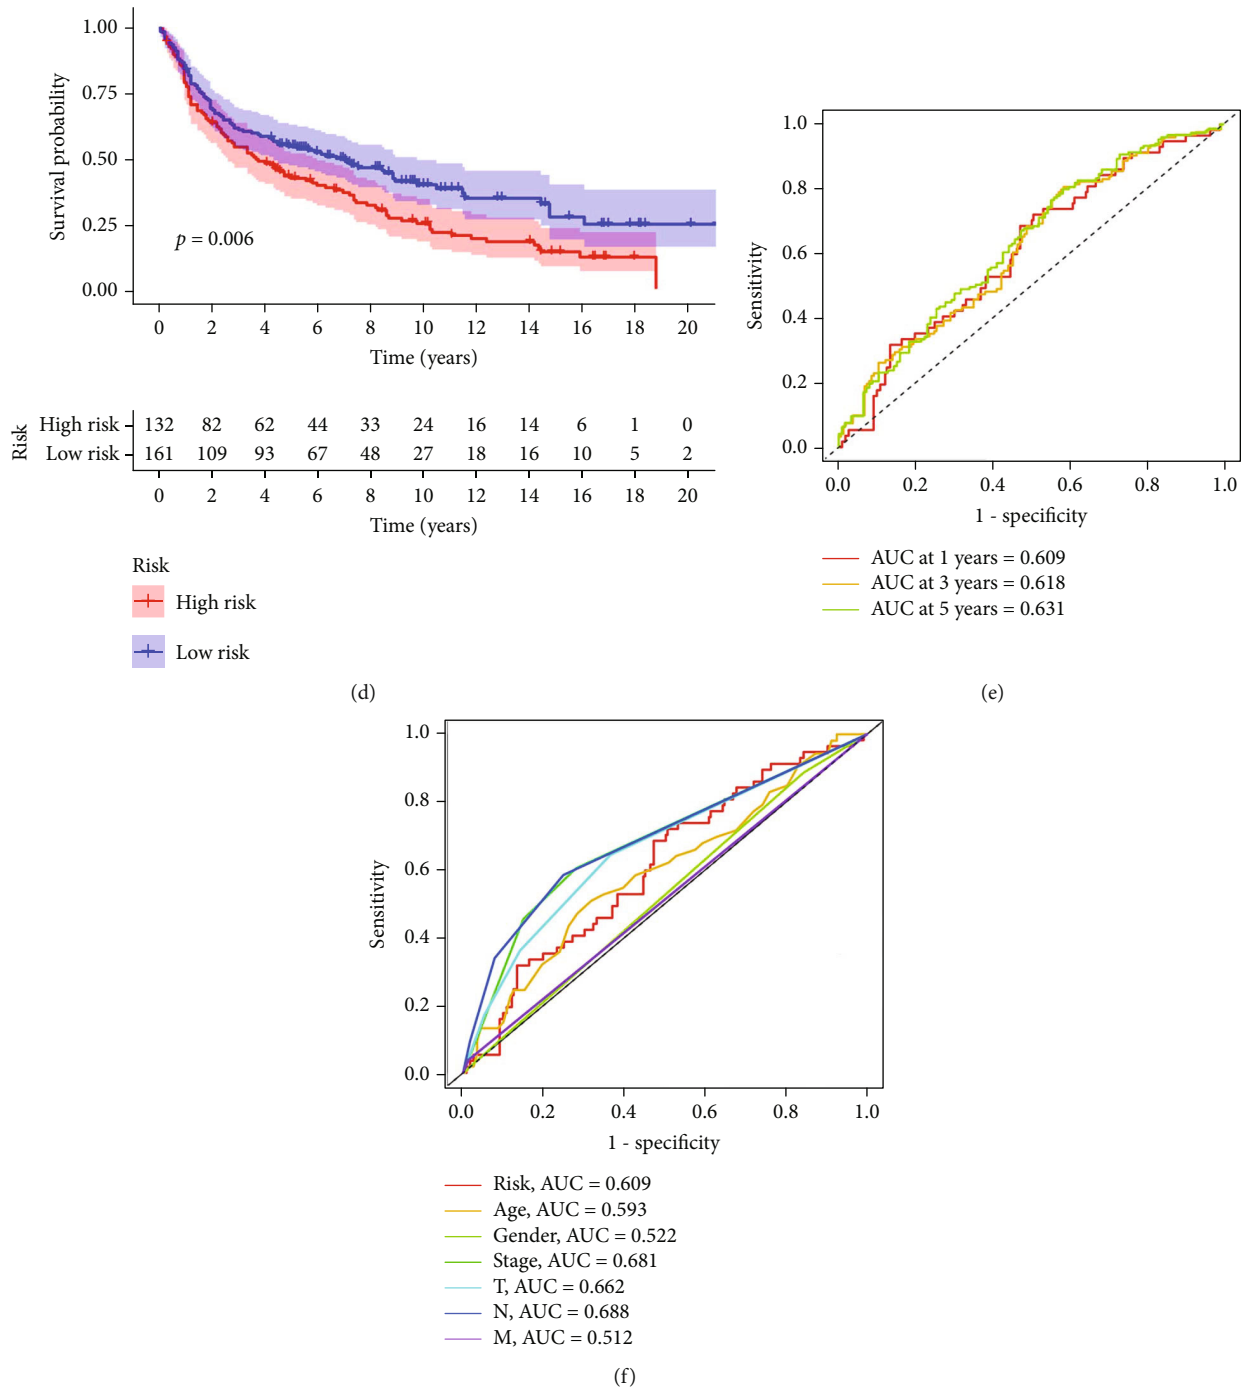 1.00
0.75
0.50
0.25
0.00
Survival probability
p = 0.006
0 2 4 6 8 10 12 14 16 18 20
Time (years)
Risk
High risk 132 82 62 44 33 24 16 14 6 1 0
Low risk 161 109 93 67 48 27 18 16 10 5 2
0 2 4 6 8 10 12 14 16 18 20
Time (years)
Risk
High risk
Low risk
(d)
1.0
0.8
0.6
0.4
0.2
0.0
Sensitivity
0.0 0.2 0.4 0.6 0.8 1.0
1 - specificity
AUC at 1 years = 0.609
AUC at 3 years = 0.618
AUC at 5 years = 0.631
(e)
1.0
0.8
0.6
0.4
0.2
0.0
Sensitivity
0.0 0.2 0.4 0.6 0.8 1.0
1 - specificity
Risk, AUC = 0.609
Age, AUC = 0.593
Gender, AUC = 0.522
Stage, AUC = 0.681
T, AUC = 0.662
N, AUC = 0.688
M, AUC = 0.512
(f)